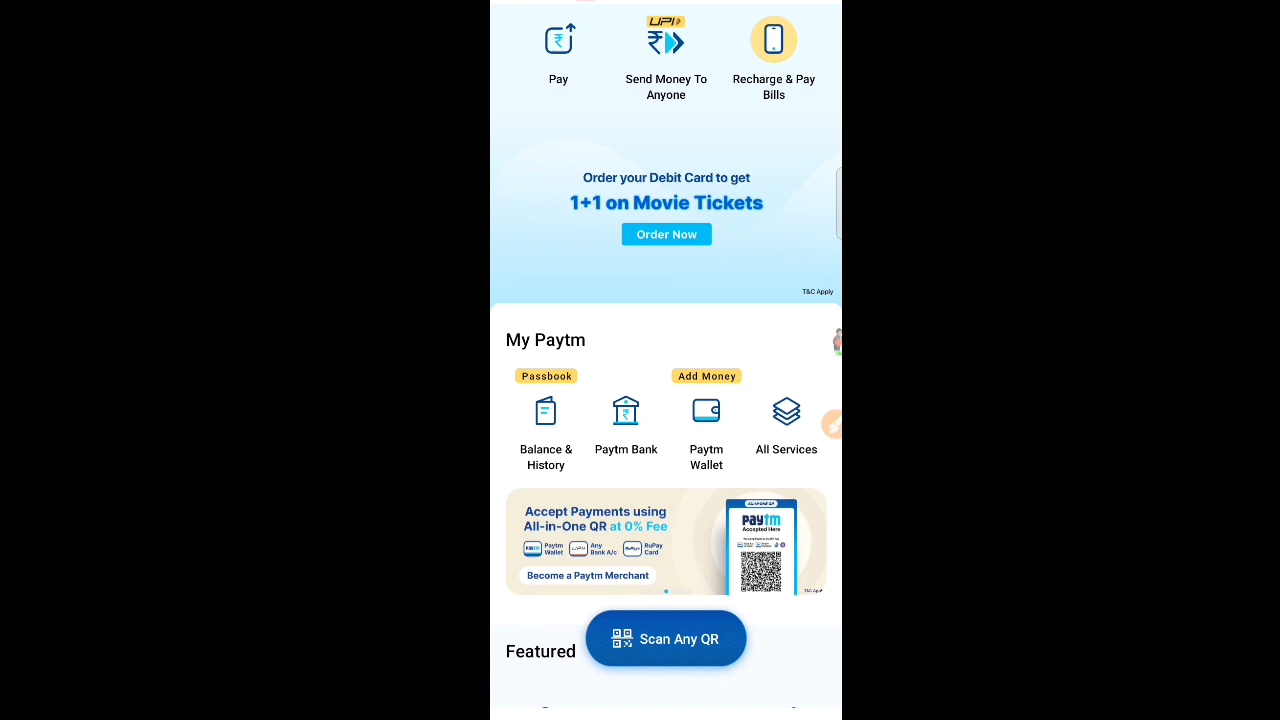 UPI
Pay
Send Money To
Anyone
Recharge & Pay
Bills
Order your Debit Card to get
1+1 on Movie Tickets
Order Now
T&C Apply
My Paytm
Passbook
Add Money
Balance &
History
Paytm Bank
Paytm
Wallet
All Services
Accept Payments using
All-in-One QR at 0% Fee
Paytm
Wallet
UPI
Any
Bank A/c
RuPay
RuPay
Card
Become a Paytm Merchant
paytm
Accepted Here
T&C Apply
Scan Any QR
Featured